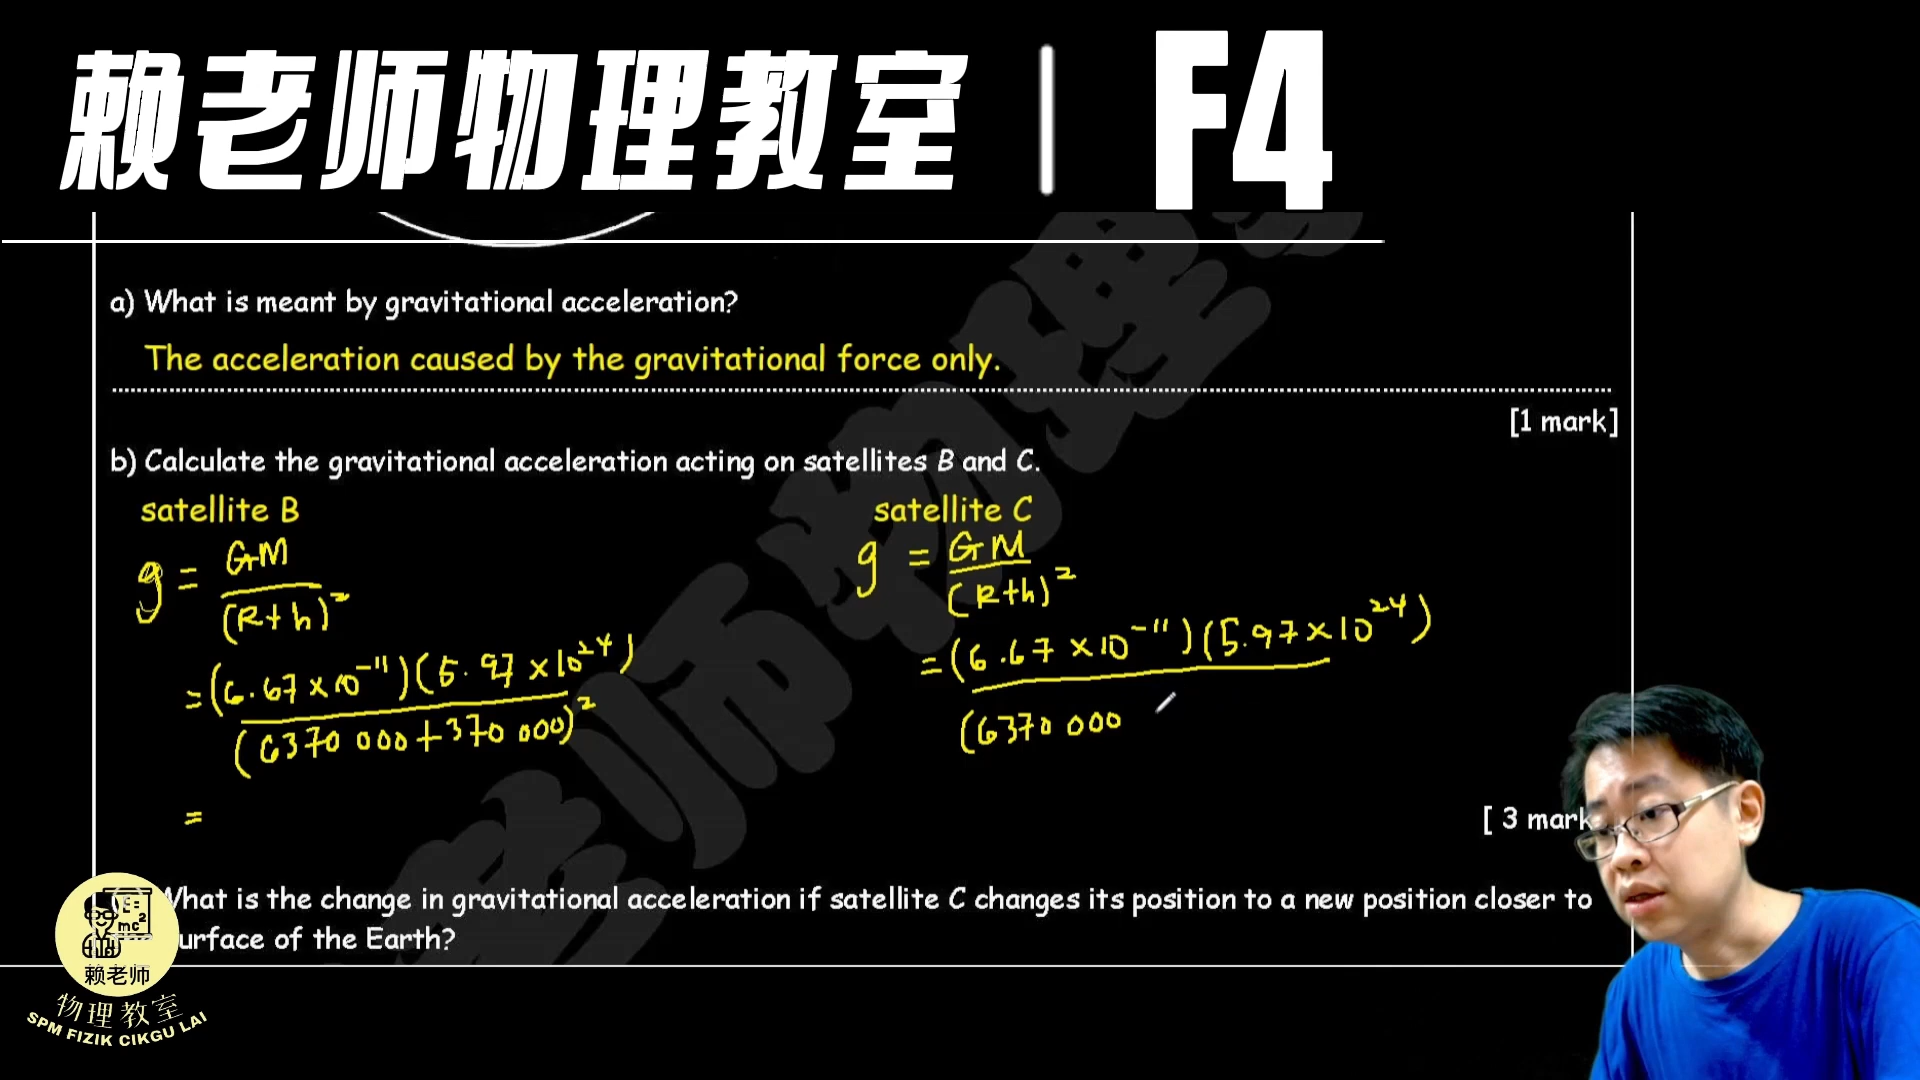 赖老师物理教室 | F4
a) What is meant by gravitational acceleration?
The acceleration caused by the gravitational force only.
[1 mark]
b) Calculate the gravitational acceleration acting on satellites B and C.
satellite B
g = GM / (R+h)²
= (6.67 × 10⁻¹¹)(5.97 × 10²⁴) / (6370 000 + 370 000)²
=
satellite C
g = GM / (R+h)²
= (6.67 × 10⁻¹¹)(5.97 × 10²⁴) / (6370 000
[ 3 mark
What is the change in gravitational acceleration if satellite C changes its position to a new position closer to
urface of the Earth?
mc²
赖老师
物理教室
SPM FIZIK CIKGU LAI